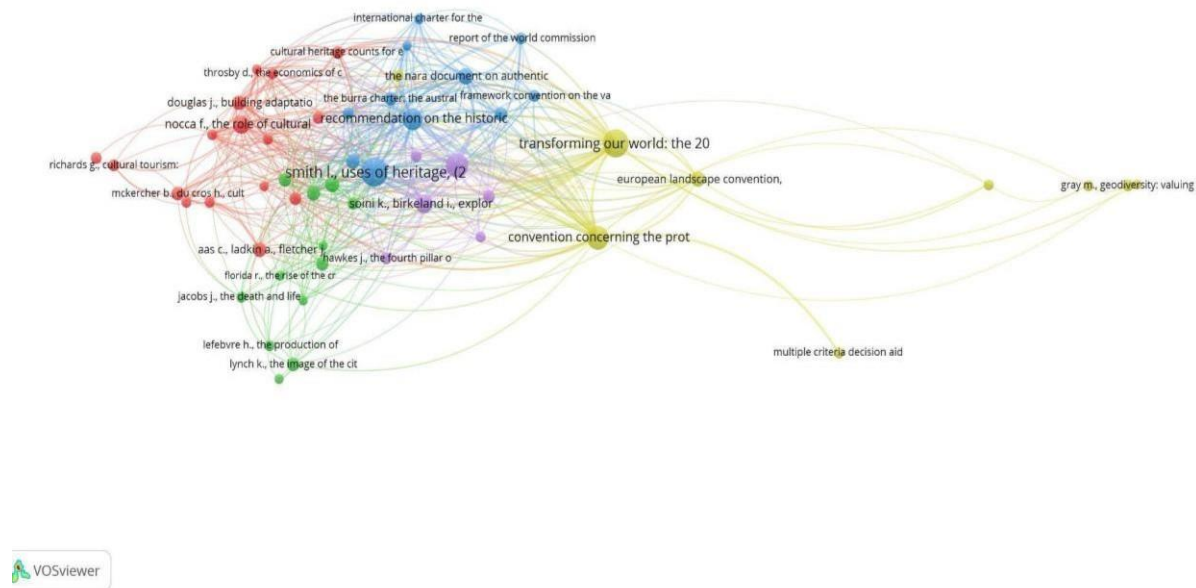 international charter for the
report of the world commission
cultural heritage counts for e
throsby d., the economics of c
the nara document on authentic
douglas j., building adaptatio
the burra charter: the austral
framework convention on the va
nocca f., the role of cultural
recommendation on the historic
transforming our world: the 20
richards g., cultural tourism:
smith l., uses of heritage, (2
european landscape convention,
gray m., geodiversity: valuing
mckercher b., du cros h., cult
soini k., birkeland i., explor
convention concerning the prot
aas c., ladkin a., fletcher j
hawkes j., the fourth pillar o
florida r., the rise of the cr
jacobs j., the death and life
lefebvre h., the production of
multiple criteria decision aid
lynch k., the image of the cit
VOSviewer